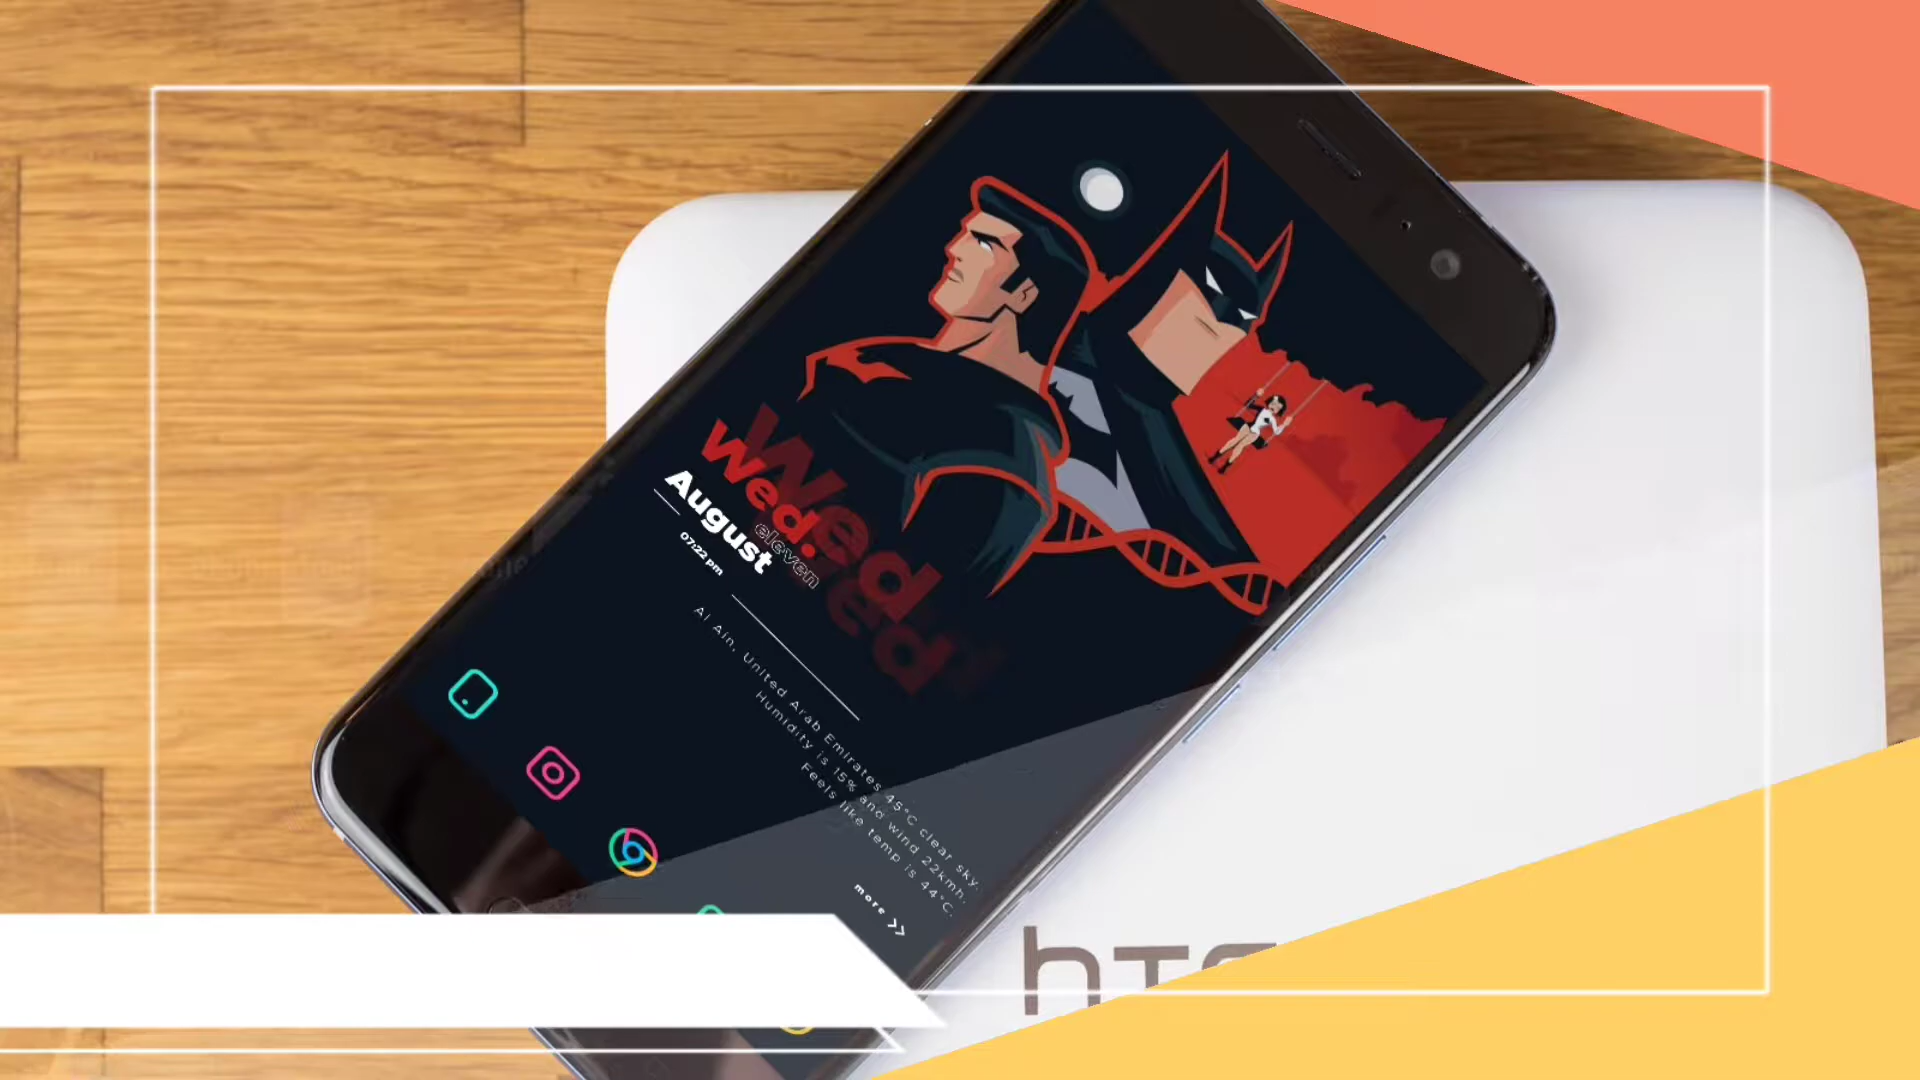 Wed.
eleven
August
07:22 pm
Al Ain, United Arab Emirates 45°C clear sky.
Humidity is 15% and wind 22kmh.
Feels like temp is 44°C.
more >>